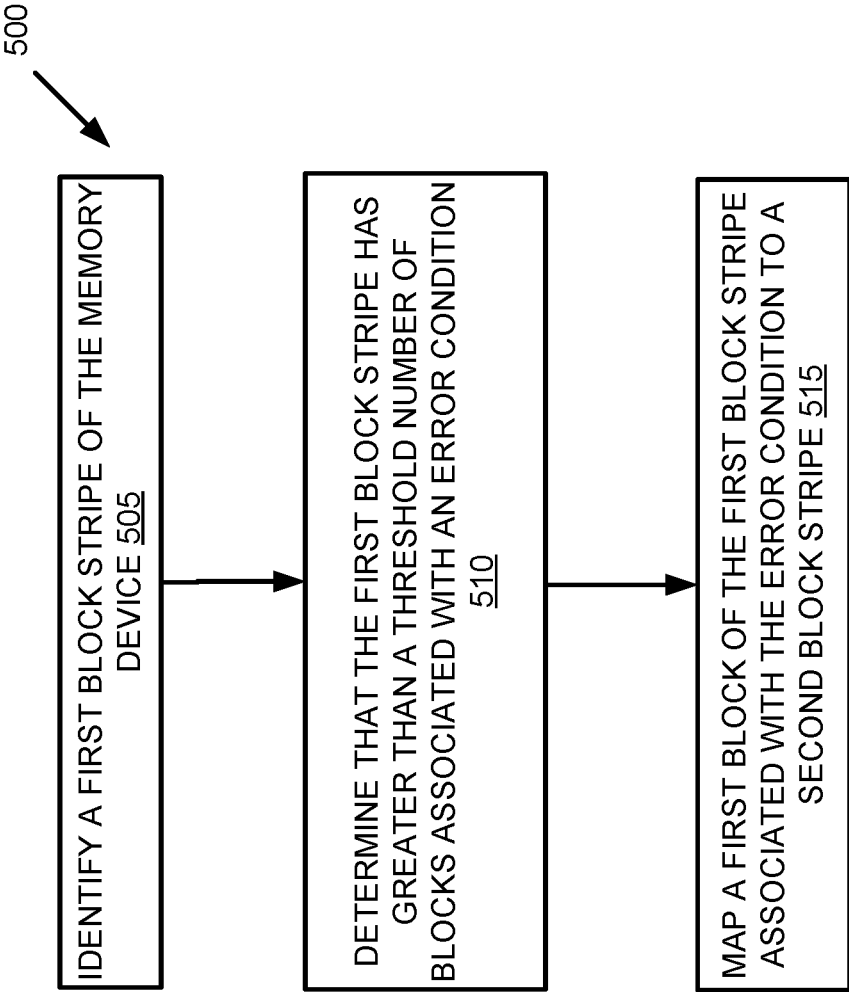 500
IDENTIFY A FIRST BLOCK STRIPE OF THE MEMORY
DEVICE 505
DETERMINE THAT THE FIRST BLOCK STRIPE HAS
GREATER THAN A THRESHOLD NUMBER OF
BLOCKS ASSOCIATED WITH AN ERROR CONDITION
510
MAP A FIRST BLOCK OF THE FIRST BLOCK STRIPE
ASSOCIATED WITH THE ERROR CONDITION TO A
SECOND BLOCK STRIPE 515